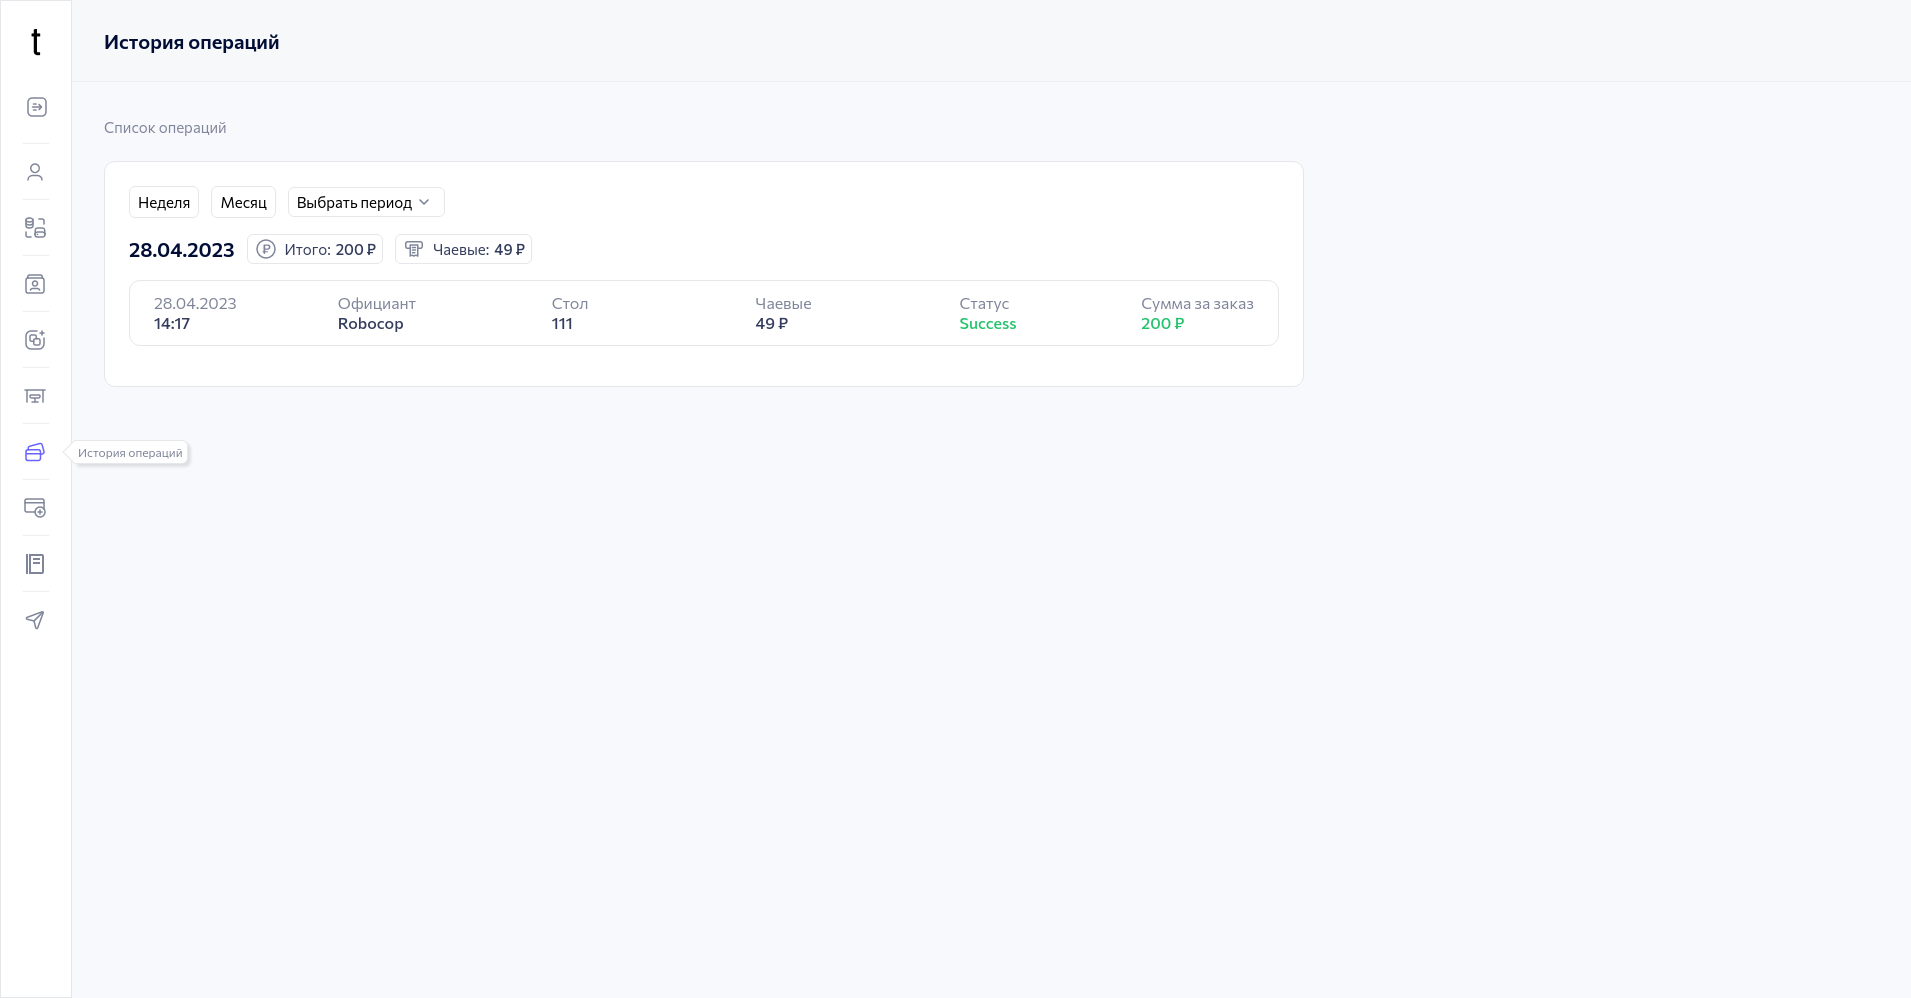 t
История операций
Список операций
Неделя Месяц Выбрать период
28.04.2023 Итого: 200 ₽ Чаевые: 49 ₽
28.04.2023 Официант Стол Чаевые Статус Сумма за заказ
14:17 Robocop 111 49 ₽ Success 200 ₽
История операций